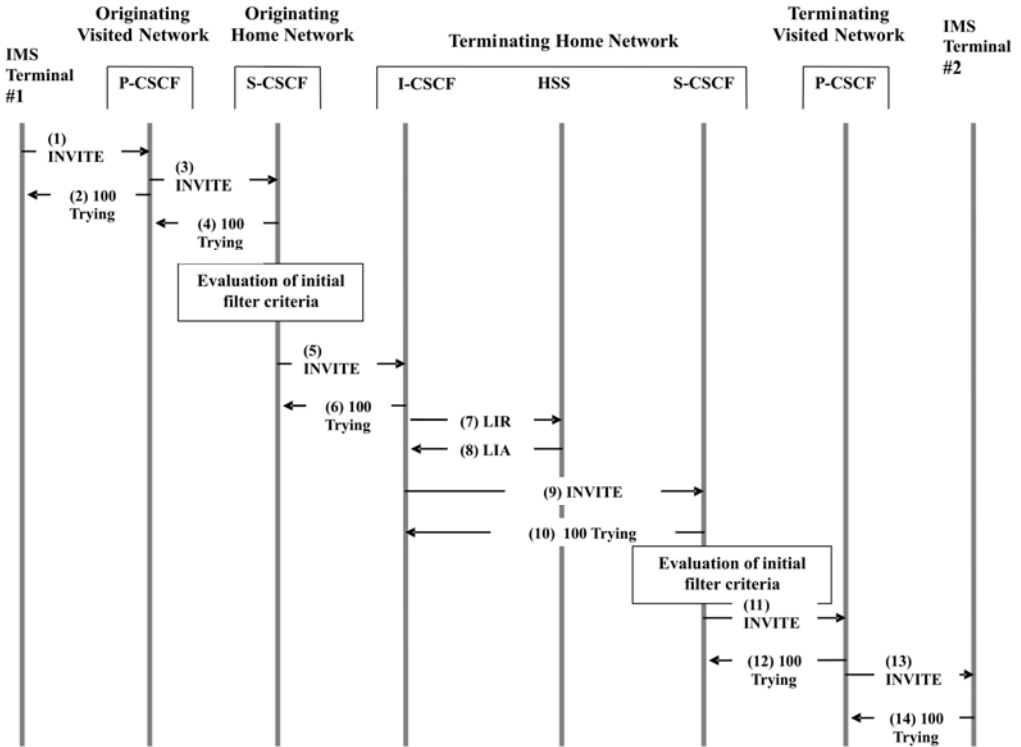 Originating
Visited Network
Originating
Home Network
Terminating Home Network
Terminating
Visited Network
IMS
Terminal
#1
IMS
Terminal
#2
P-CSCF
S-CSCF
I-CSCF
HSS
S-CSCF
P-CSCF
(1)
INVITE
(3)
INVITE
(2) 100
Trying
(4) 100
Trying
Evaluation of initial
filter criteria
(5)
INVITE
(6) 100
Trying
(7) LIR
(8) LIA
(9) INVITE
(10) 100 Trying
Evaluation of initial
filter criteria
(11)
INVITE
(12) 100
Trying
(13)
INVITE
(14) 100
Trying